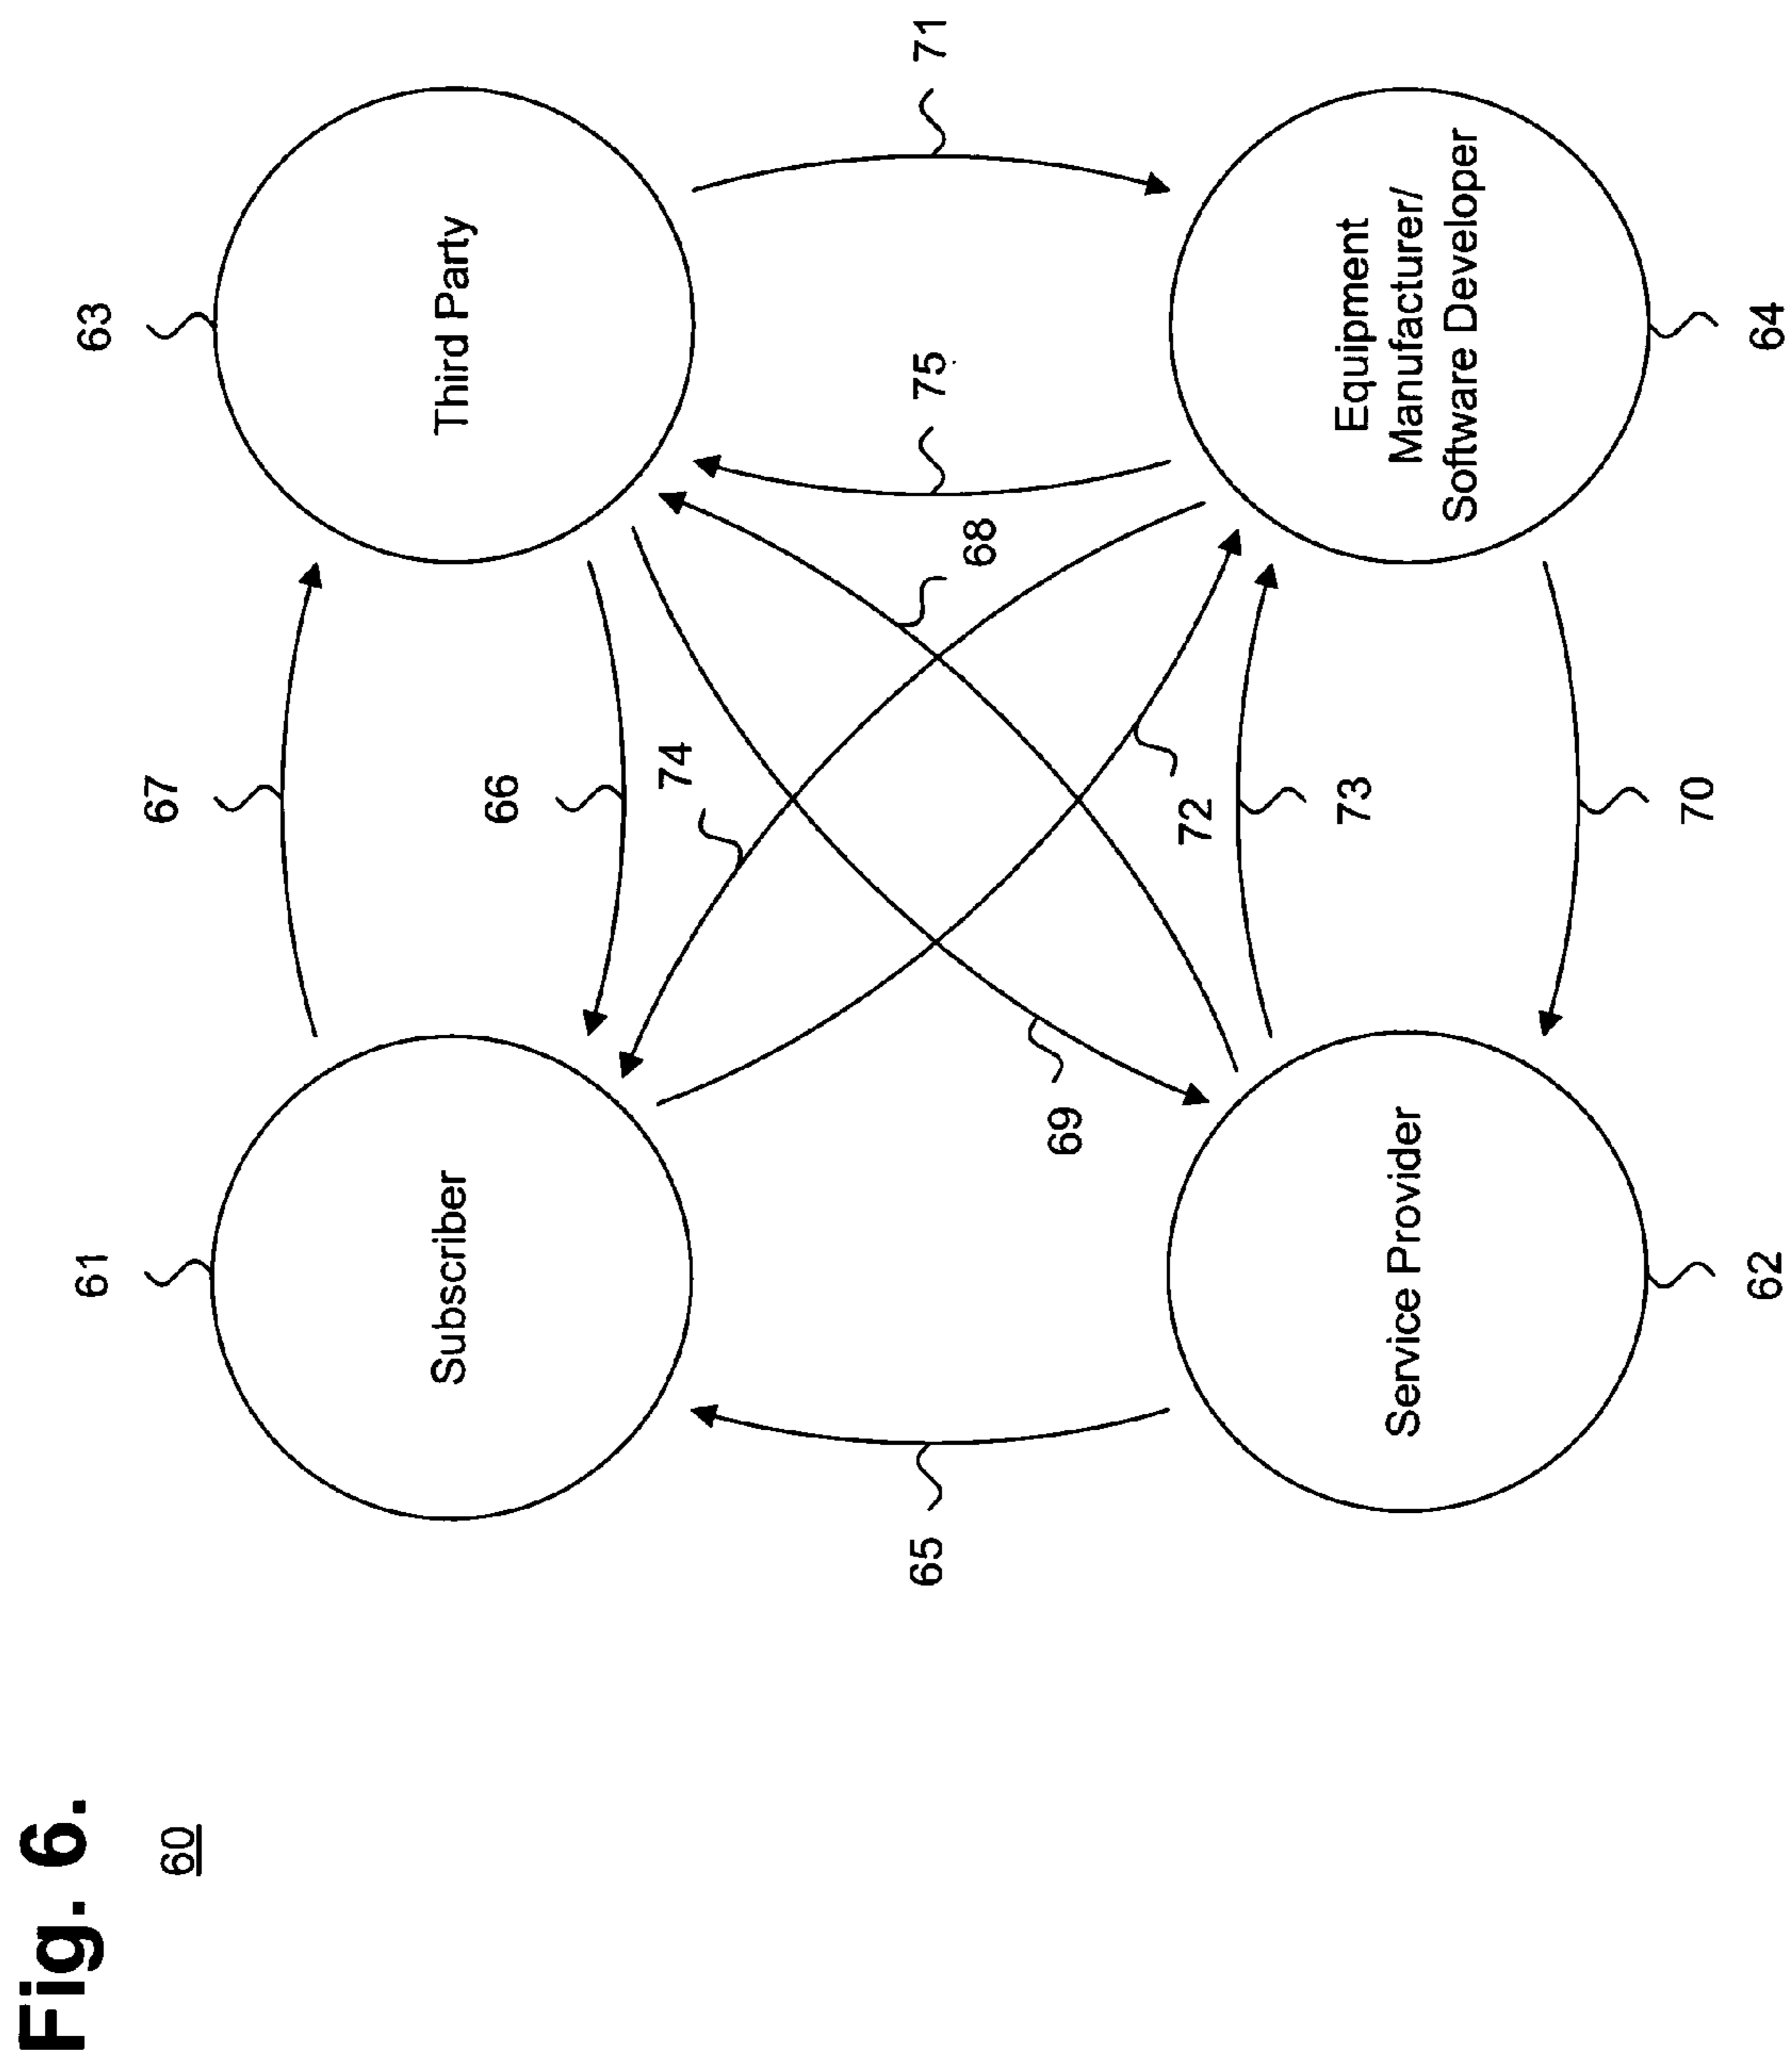 Fig. 6.
60
61
67
63
Subscriber
66
Third Party
74
68
65
75.
71
69
72
Service Provider
73
Equipment
Manufacturer/
Software Developer
70
62
64